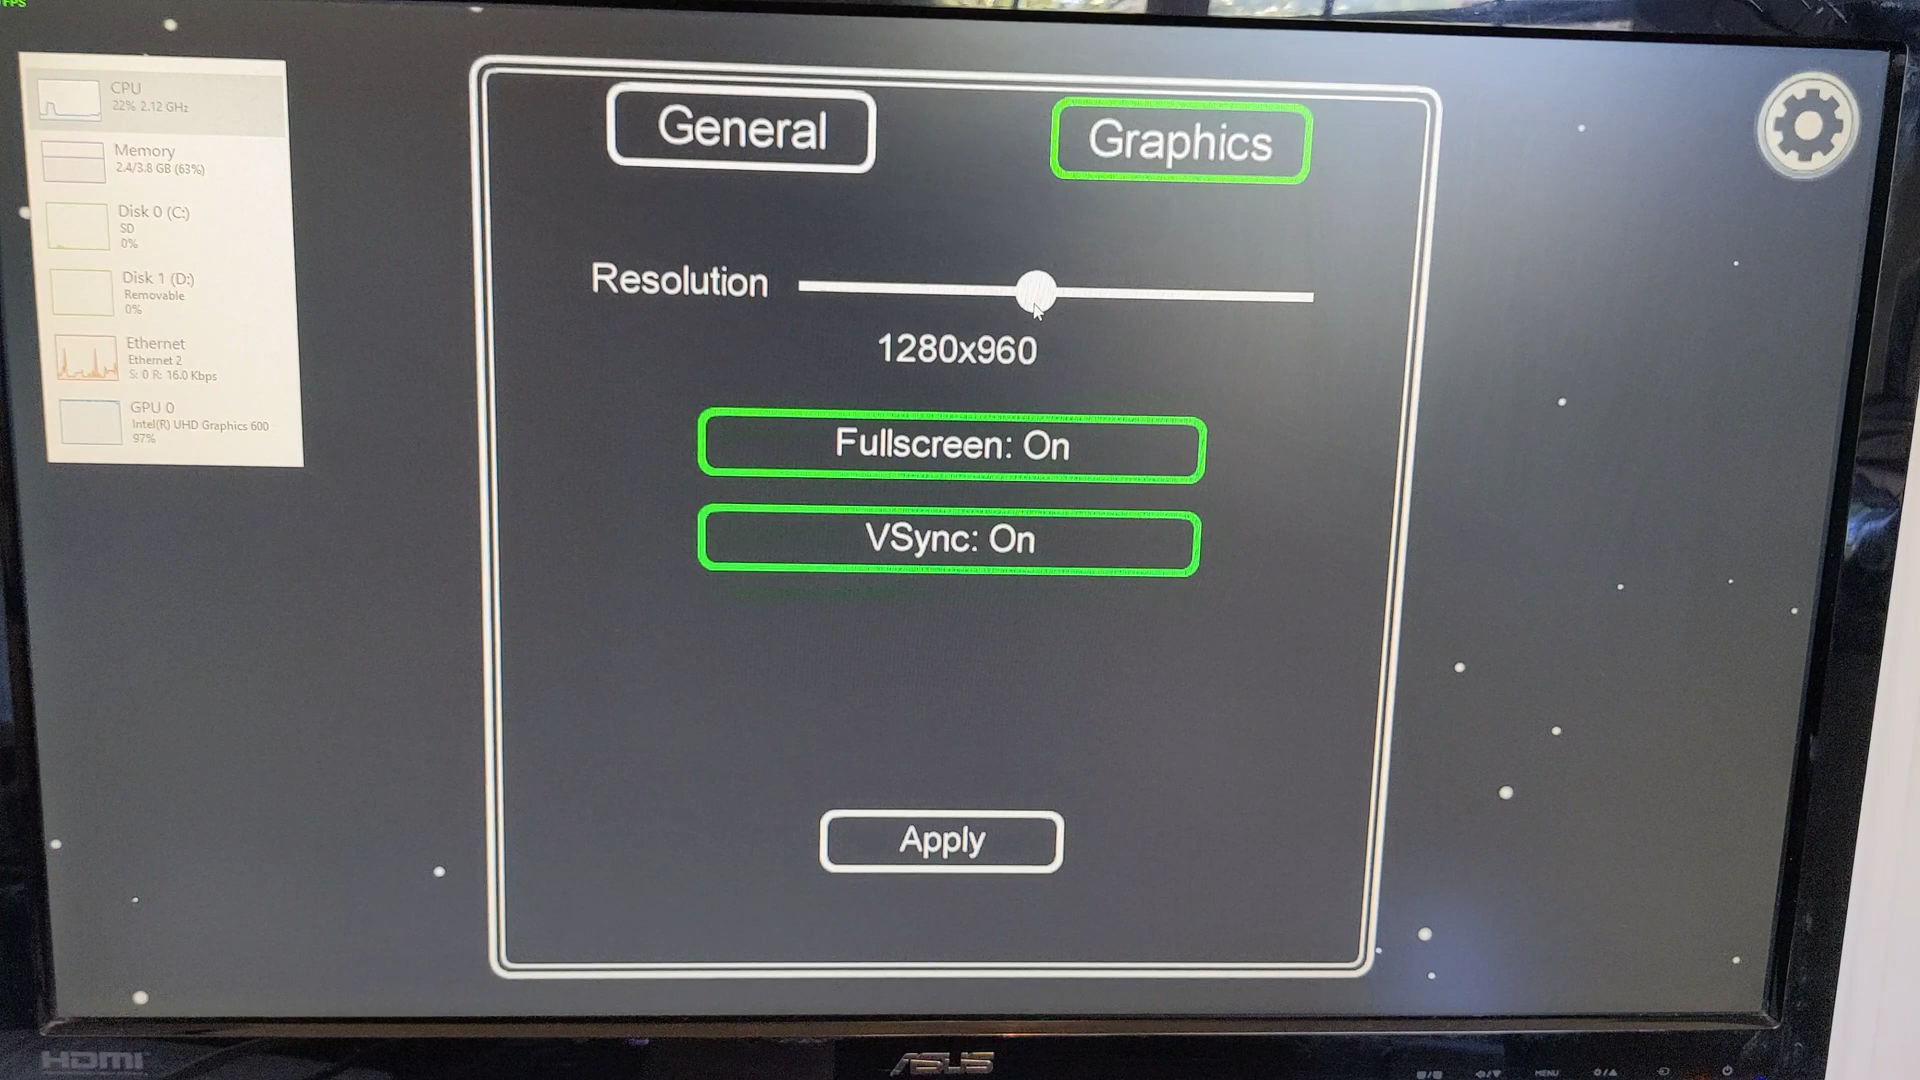 FPS
CPU
22% 2.12 GHz
Memory
2.4/3.8 GB (63%)
Disk 0 (C:)
SD
0%
Disk 1 (D:)
Removable
0%
Ethernet
Ethernet 2
S: 0 R: 16.0 Kbps
GPU 0
Intel(R) UHD Graphics 600
97%
General
Graphics
Resolution
1280x960
Fullscreen: On
VSync: On
Apply
HDMI
ASUS
MENU